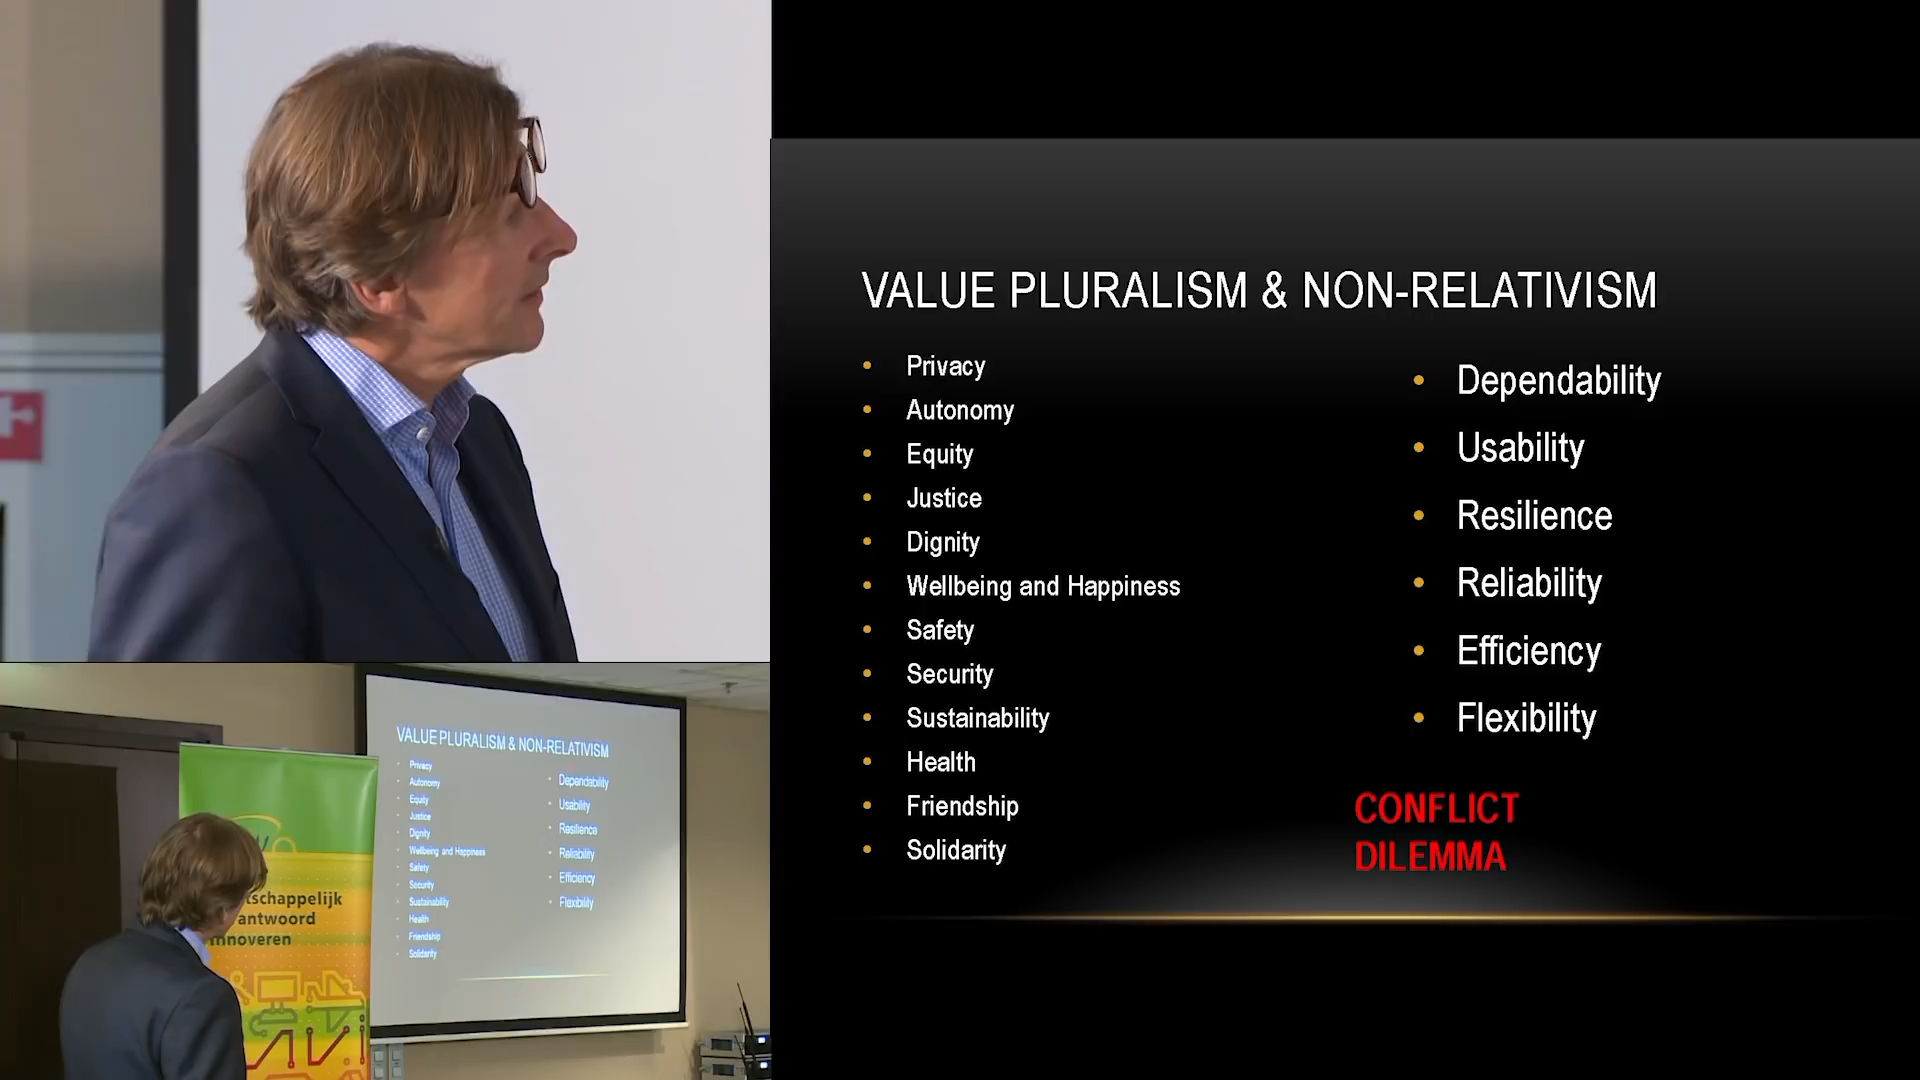 VALUE PLURALISM & NON-RELATIVISM
Privacy
Autonomy
Equity
Justice
Dignity
Wellbeing and Happiness
Safety
Security
Sustainability
Health
Friendship
Solidarity
Dependability
Usability
Resilience
Reliability
Efficiency
Flexibility
CONFLICT
DILEMMA
VALUE PLURALISM & NON-RELATIVISM
Privacy
Autonomy
Equity
Justice
Dignity
Wellbeing and Happiness
Safety
Security
Sustainability
Health
Friendship
Solidarity
Dependability
Usability
Resilience
Reliability
Efficiency
Flexibility
tschappelijk
antwoord
innoveren